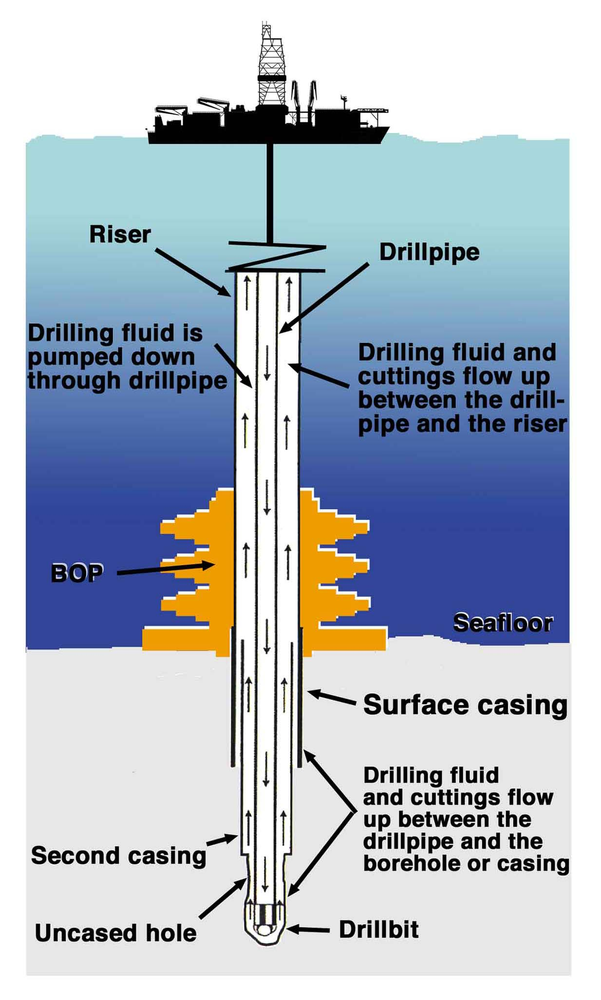 Riser
Drillpipe
Drilling fluid is
pumped down
through drillpipe
Drilling fluid and
cuttings flow up
between the drill-
pipe and the riser
BOP
Seafloor
Surface casing
Drilling fluid
and cuttings flow
up between the
drillpipe and the
borehole or casing
Second casing
Uncased hole
Drillbit